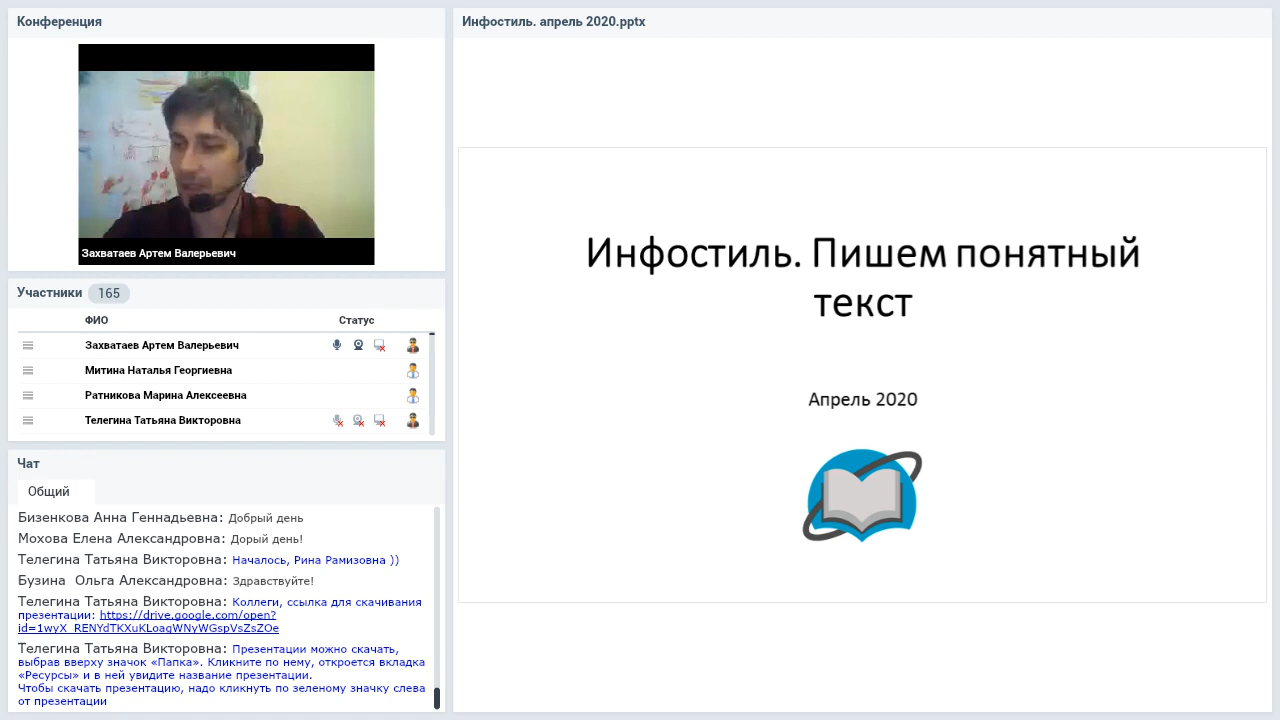 Конференция
Захватаев Артем Валерьевич
Участники 165
ФИО Статус
Захватаев Артем Валерьевич
Митина Наталья Георгиевна
Ратникова Марина Алексеевна
Телегина Татьяна Викторовна
Чат
Общий
Бизенкова Анна Геннадьевна: Добрый день
Мохова Елена Александровна: Дорый день!
Телегина Татьяна Викторовна: Началось, Рина Рамизовна ))
Бузина Ольга Александровна: Здравствуйте!
Телегина Татьяна Викторовна: Коллеги, ссылка для скачивания
презентации: https://drive.google.com/open?
id=1wyX_RENYdTKXuKLoagWNyWGspVsZsZOe
Телегина Татьяна Викторовна: Презентации можно скачать,
выбрав вверху значок «Папка». Кликните по нему, откроется вкладка
«Ресурсы» и в ней увидите название презентации.
Чтобы скачать презентацию, надо кликнуть по зеленому значку слева
от презентации
Инфостиль. апрель 2020.pptx
Инфостиль. Пишем понятный
текст
Апрель 2020